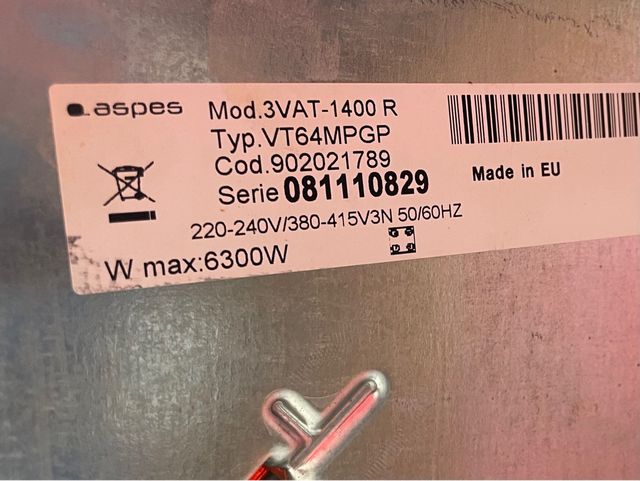 aspes
Mod.3VAT-1400 R
Typ.VT64MPGP
Cod.902021789
Serie 081110829
Made in EU
220-240V/380-415V3N 50/60HZ
W max:6300W